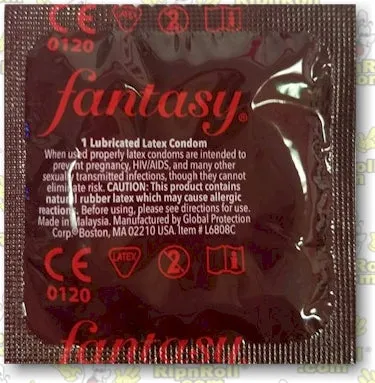 CE 2
0120
fantasy®
1 Lubricated Latex Condom
When used properly latex condoms are intended to
prevent pregnancy, HIV/AIDS, and many other
sexually transmitted infections, though they cannot
eliminate risk. CAUTION: This product contains
natural rubber latex which may cause allergic
reactions. Before using, please see directions for use.
Made in Malaysia. Manufactured by Global Protection
Corp. Boston, MA 02210 USA. Item # L6808C
CE LATEX 2
0120
fantasy
RipnRoll
.com